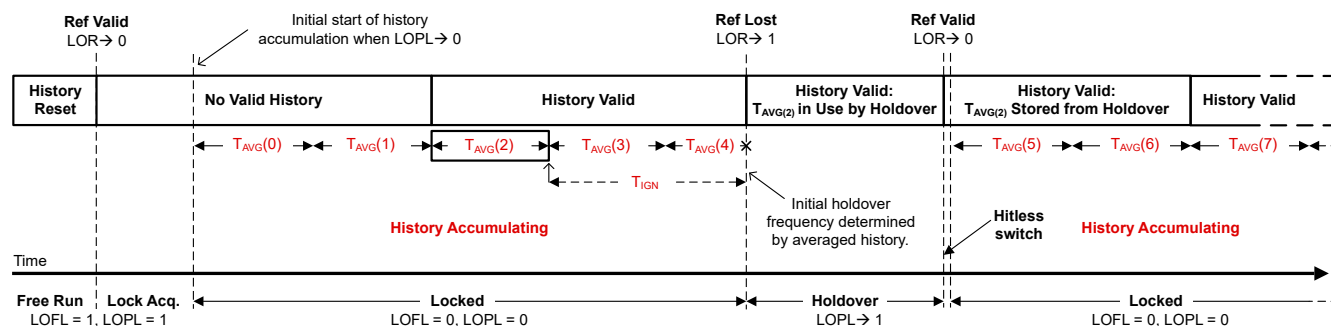 Ref Valid
LOR→ 0
Initial start of history
accumulation when LOPL→ 0
Ref Lost
LOR→ 1
Ref Valid
LOR→ 0
History
Reset
No Valid History
History Valid
History Valid:
TAVG(2) in Use by Holdover
History Valid:
TAVG(2) Stored from Holdover
History Valid
TAVG(0)
TAVG(1)
TAVG(2)
TAVG(3)
TAVG(4)
TAVG(5)
TAVG(6)
TAVG(7)
TIGN
Initial holdover
frequency determined
by averaged history.
History Accumulating
Hitless
switch
History Accumulating
Time
Free Run
LOFL = 1, LOPL = 1
Lock Acq.
Locked
LOFL = 0, LOPL = 0
Holdover
LOPL→ 1
Locked
LOFL = 0, LOPL = 0